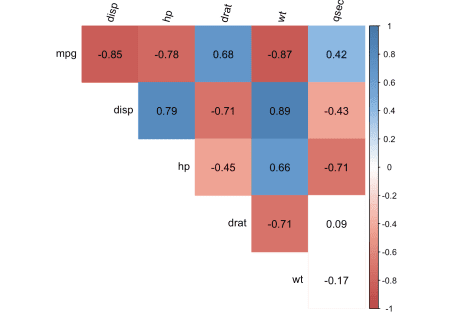 disp hp drat wt qsec
mpg -0.85 -0.78 0.68 -0.87 0.42
disp 0.79 -0.71 0.89 -0.43
hp -0.45 0.66 -0.71
drat -0.71 0.09
wt -0.17
1
0.8
0.6
0.4
0.2
0
-0.2
-0.4
-0.6
-0.8
-1